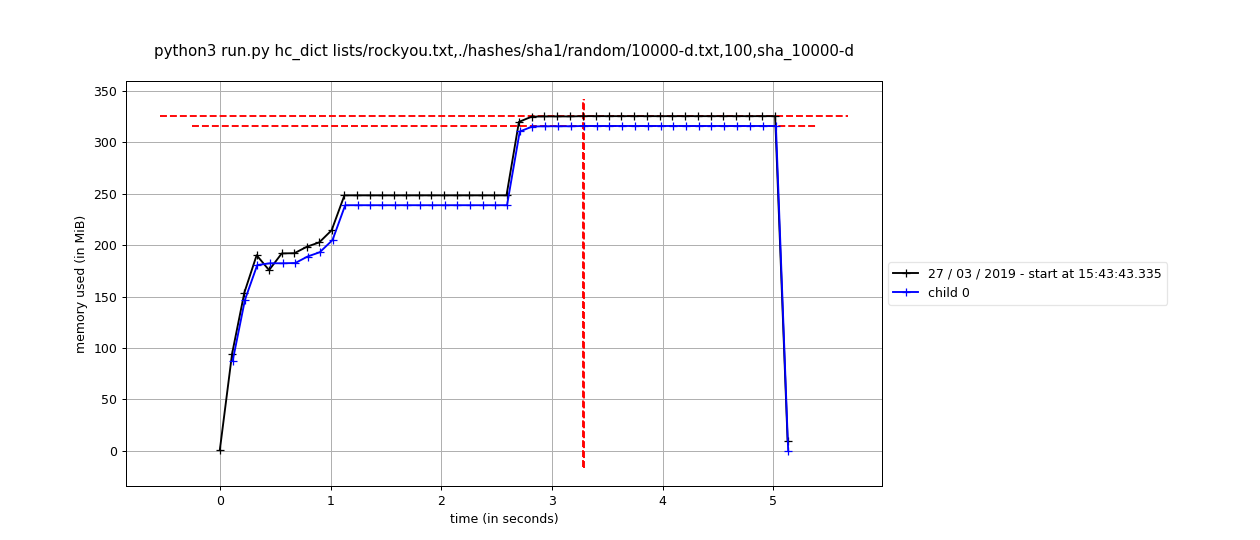 python3 run.py hc_dict lists/rockyou.txt,./hashes/sha1/random/10000-d.txt,100,sha_10000-d
memory used (in MiB)
350
300
250
200
150
100
50
0
0 1 2 3 4 5
time (in seconds)
27 / 03 / 2019 - start at 15:43:43.335
child 0